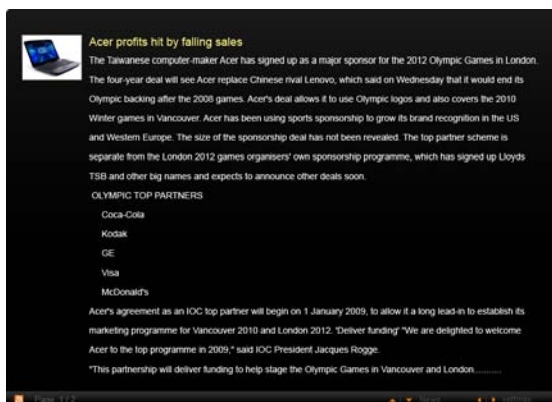 Acer profits hit by falling sales
The Taiwanese computer-maker Acer has signed up as a major sponsor for the 2012 Olympic Games in London.
The four-year deal will see Acer replace Chinese rival Lenovo, which said on Wednesday that it would end its
Olympic backing after the 2008 games. Acer's deal allows it to use Olympic logos and also covers the 2010
Winter games in Vancouver. Acer has been using sports sponsorship to grow its brand recognition in the US
and Western Europe. The size of the sponsorship deal has not been revealed. The top partner scheme is
separate from the London 2012 games organisers' own sponsorship programme, which has signed up Lloyds
TSB and other big names and expects to announce other deals soon.
OLYMPIC TOP PARTNERS
Coca-Cola
Kodak
GE
Visa
McDonald's
Acer's agreement as an IOC top partner will begin on 1 January 2009, to allow it a long lead-in to establish its
marketing programme for Vancouver 2010 and London 2012. 'Deliver funding' "We are delighted to welcome
Acer to the top programme in 2009," said IOC President Jacques Rogge.
"This partnership will deliver funding to help stage the Olympic Games in Vancouver and London...........
Page: 1 / 2 News settings